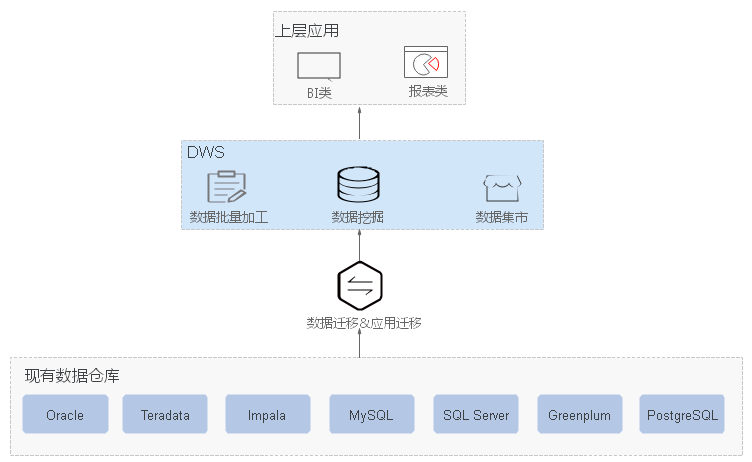 上层应用
BI类
报表类
DWS
数据批量加工
数据挖掘
数据集市
数据迁移&应用迁移
现有数据仓库
Oracle
Teradata
Impala
MySQL
SQL Server
Greenplum
PostgreSQL